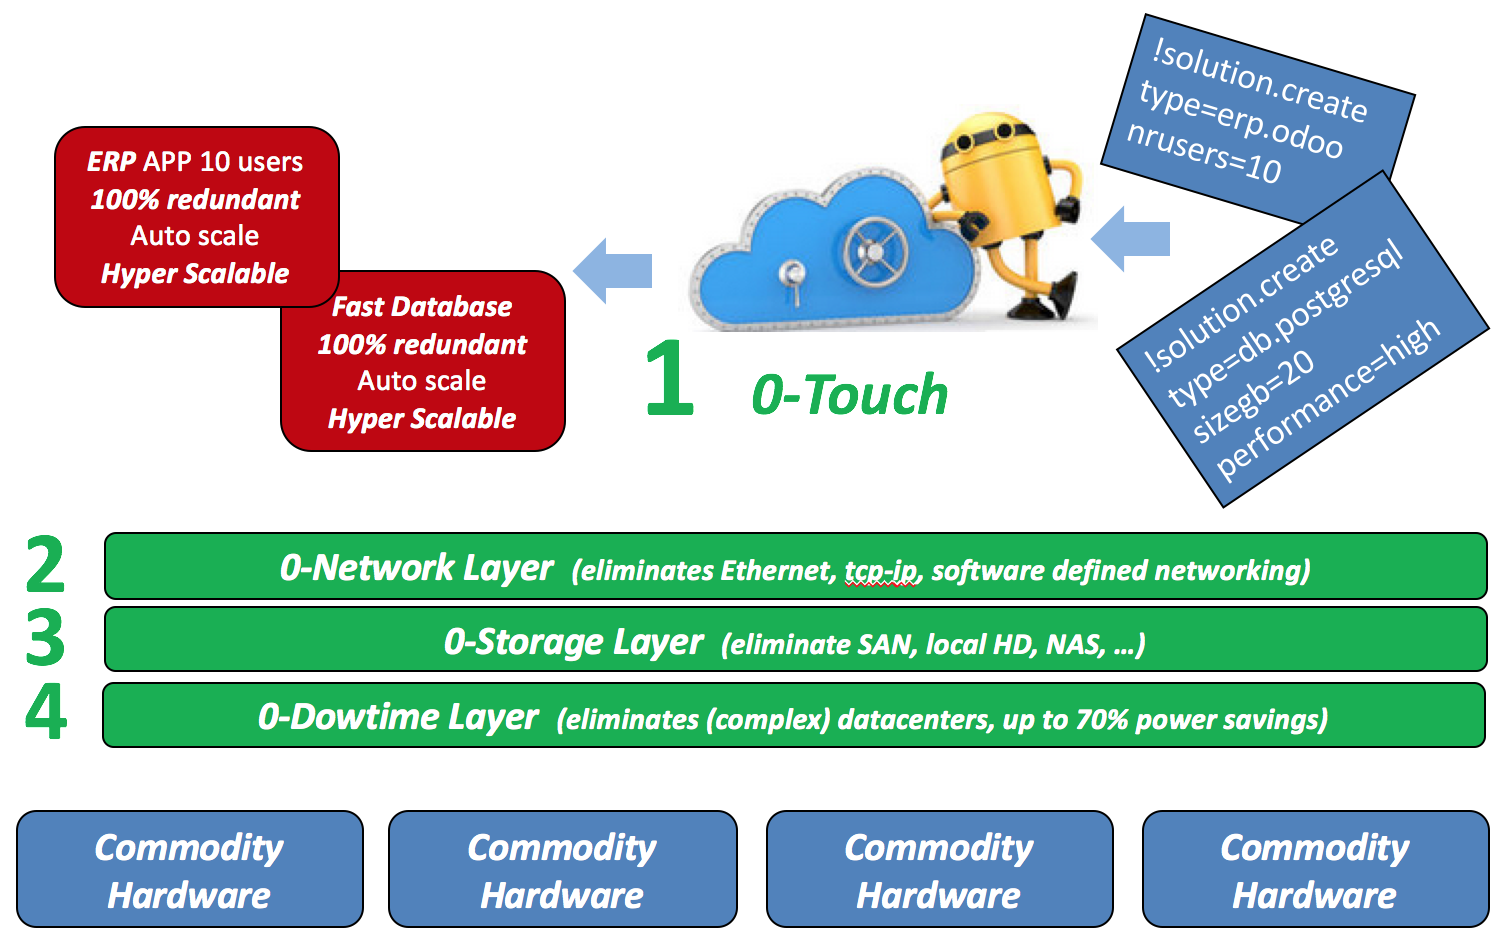 !solution.create
type=erp.odoo
nrusers=10
!solution.create
type=db.postgresql
sizegb=20
performance=high
ERP APP 10 users
100% redundant
Auto scale
Hyper Scalable
Fast Database
100% redundant
Auto scale
Hyper Scalable
1 0-Touch
2 0-Network Layer (eliminates Ethernet, tcp-ip, software defined networking)
3 0-Storage Layer (eliminate SAN, local HD, NAS, ...)
4 0-Dowtime Layer (eliminates (complex) datacenters, up to 70% power savings)
Commodity
Hardware
Commodity
Hardware
Commodity
Hardware
Commodity
Hardware